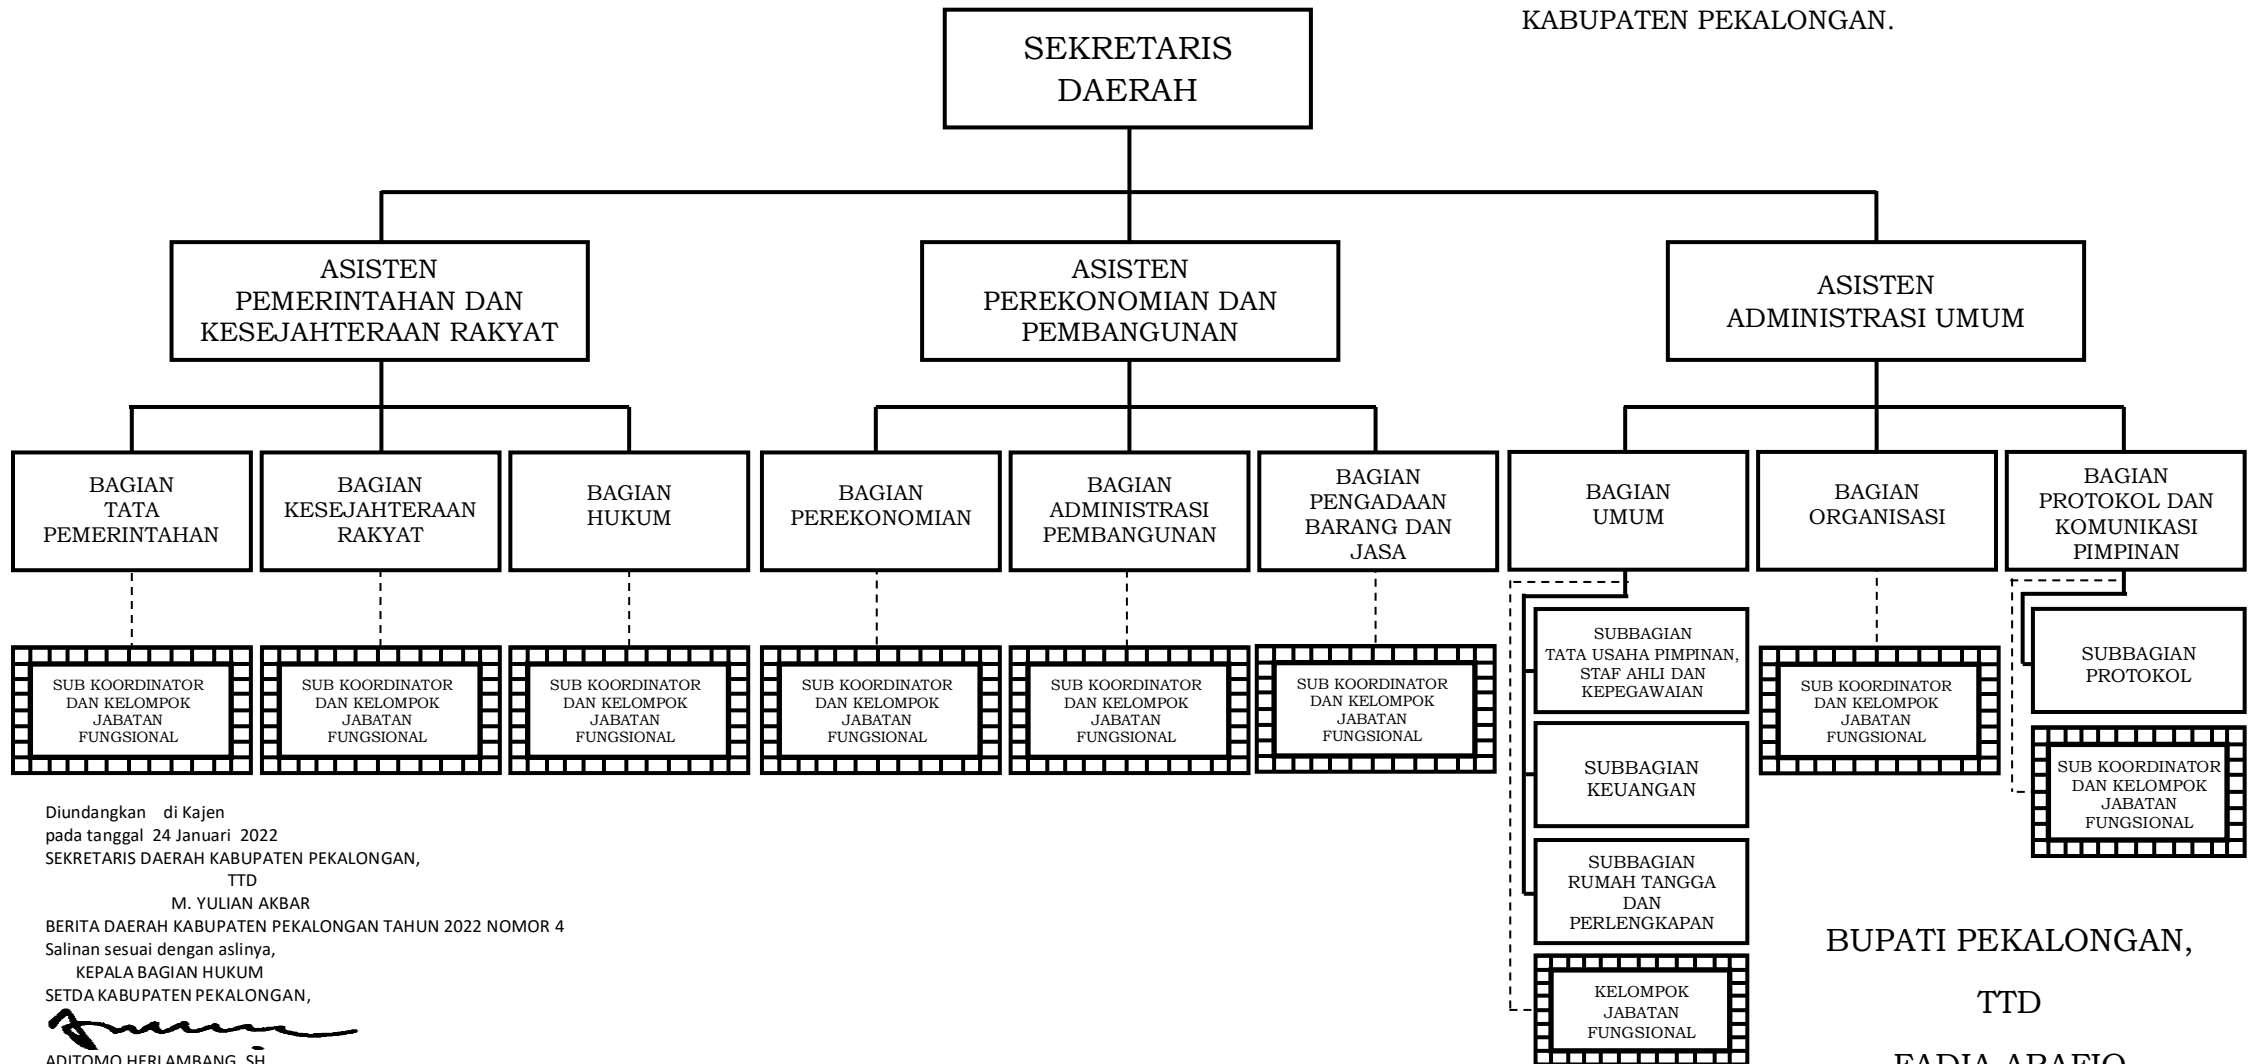 KABUPATEN PEKALONGAN.
SEKRETARIS
DAERAH
ASISTEN
PEMERINTAHAN DAN
KESEJAHTERAAN RAKYAT
ASISTEN
PEREKONOMIAN DAN
PEMBANGUNAN
ASISTEN
ADMINISTRASI UMUM
BAGIAN
TATA
PEMERINTAHAN
BAGIAN
KESEJAHTERAAN
RAKYAT
BAGIAN
HUKUM
BAGIAN
PEREKONOMIAN
BAGIAN
ADMINISTRASI
PEMBANGUNAN
BAGIAN
PENGADAAN
BARANG DAN
JASA
BAGIAN
UMUM
BAGIAN
ORGANISASI
BAGIAN
PROTOKOL DAN
KOMUNIKASI
PIMPINAN
SUB KOORDINATOR
DAN KELOMPOK
JABATAN
FUNGSIONAL
SUB KOORDINATOR
DAN KELOMPOK
JABATAN
FUNGSIONAL
SUB KOORDINATOR
DAN KELOMPOK
JABATAN
FUNGSIONAL
SUB KOORDINATOR
DAN KELOMPOK
JABATAN
FUNGSIONAL
SUB KOORDINATOR
DAN KELOMPOK
JABATAN
FUNGSIONAL
SUB KOORDINATOR
DAN KELOMPOK
JABATAN
FUNGSIONAL
SUBBAGIAN
TATA USAHA PIMPINAN,
STAF AHLI DAN
KEPEGAWAIAN
SUBBAGIAN
KEUANGAN
SUBBAGIAN
RUMAH TANGGA
DAN
PERLENGKAPAN
KELOMPOK
JABATAN
FUNGSIONAL
SUB KOORDINATOR
DAN KELOMPOK
JABATAN
FUNGSIONAL
SUBBAGIAN
PROTOKOL
SUB KOORDINATOR
DAN KELOMPOK
JABATAN
FUNGSIONAL
Diundangkan di Kajen
pada tanggal 24 Januari 2022
SEKRETARIS DAERAH KABUPATEN PEKALONGAN,
TTD
M. YULIAN AKBAR
BERITA DAERAH KABUPATEN PEKALONGAN TAHUN 2022 NOMOR 4
Salinan sesuai dengan aslinya,
KEPALA BAGIAN HUKUM
SETDA KABUPATEN PEKALONGAN,
ADITOMO HERLAMBANG, SH
BUPATI PEKALONGAN,
TTD
FADIA ARAFIQ